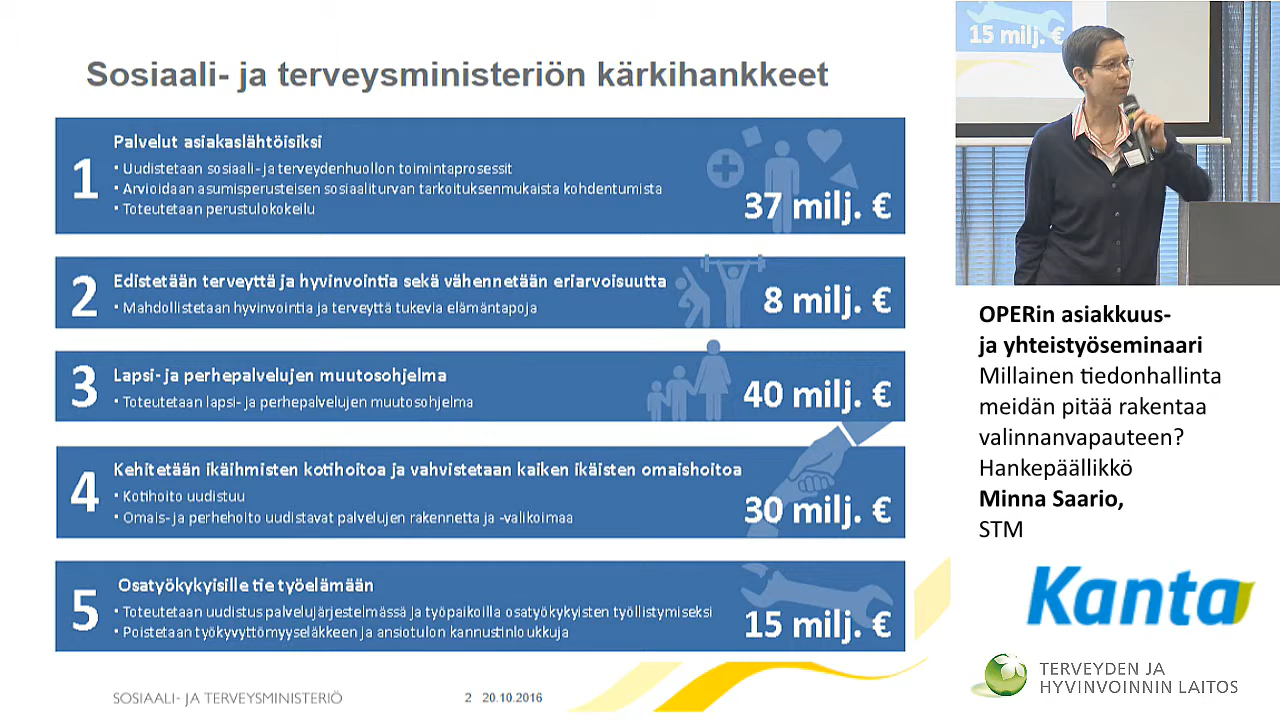 Sosiaali- ja terveysministeriön kärkihankkeet
1
Palvelut asiakaslähtöisiksi
▪ Uudistetaan sosiaali- ja terveydenhuollon toimintaprosessit
▪ Arvioidaan asumisperusteisen sosiaaliturvan tarkoituksenmukaista kohdentumista
▪ Toteutetaan perustulokokeilu
37 milj. €
2
Edistetään terveyttä ja hyvinvointia sekä vähennetään eriarvoisuutta
▪ Mahdollistetaan hyvinvointia ja terveyttä tukevia elämäntapoja
8 milj. €
3
Lapsi- ja perhepalvelujen muutosohjelma
▪ Toteutetaan lapsi- ja perhepalvelujen muutosohjelma
40 milj. €
4
Kehitetään ikäihmisten kotihoitoa ja vahvistetaan kaiken ikäisten omaishoitoa
▪ Kotihoito uudistuu
▪ Omais- ja perhehoito uudistavat palvelujen rakennetta ja -valikoimaa
30 milj. €
5
Osatyökykyisille tie työelämään
▪ Toteutetaan uudistus palvelujärjestelmässä ja työpaikoilla osatyökykyisten työllistymiseksi
▪ Poistetaan työkyvyttömyyseläkkeen ja ansiotulon kannustinloukkuja
15 milj. €
SOSIAALI- JA TERVEYSMINISTERIÖ
2 20.10.2016
15 milj. €
OPERin asiakkuus-
ja yhteistyöseminaari
Millainen tiedonhallinta
meidän pitää rakentaa
valinnanvapauteen?
Hankepäällikkö
Minna Saario,
STM
Kanta
TERVEYDEN JA
HYVINVOINNIN LAITOS